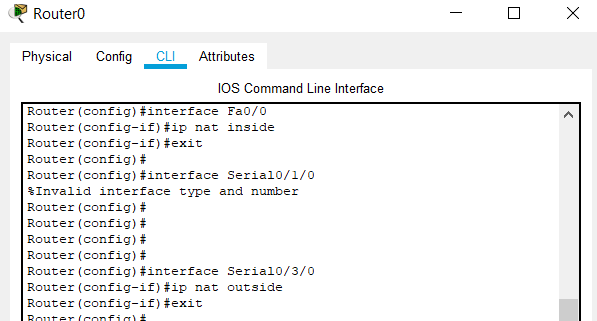 Router0
Physical Config CLI Attributes
IOS Command Line Interface
Router(config)#interface Fa0/0
Router(config-if)#ip nat inside
Router(config-if)#exit
Router(config)#
Router(config)#interface Serial0/1/0
%Invalid interface type and number
Router(config)#
Router(config)#
Router(config)#
Router(config)#
Router(config)#interface Serial0/3/0
Router(config-if)#ip nat outside
Router(config-if)#exit
Router(config)#